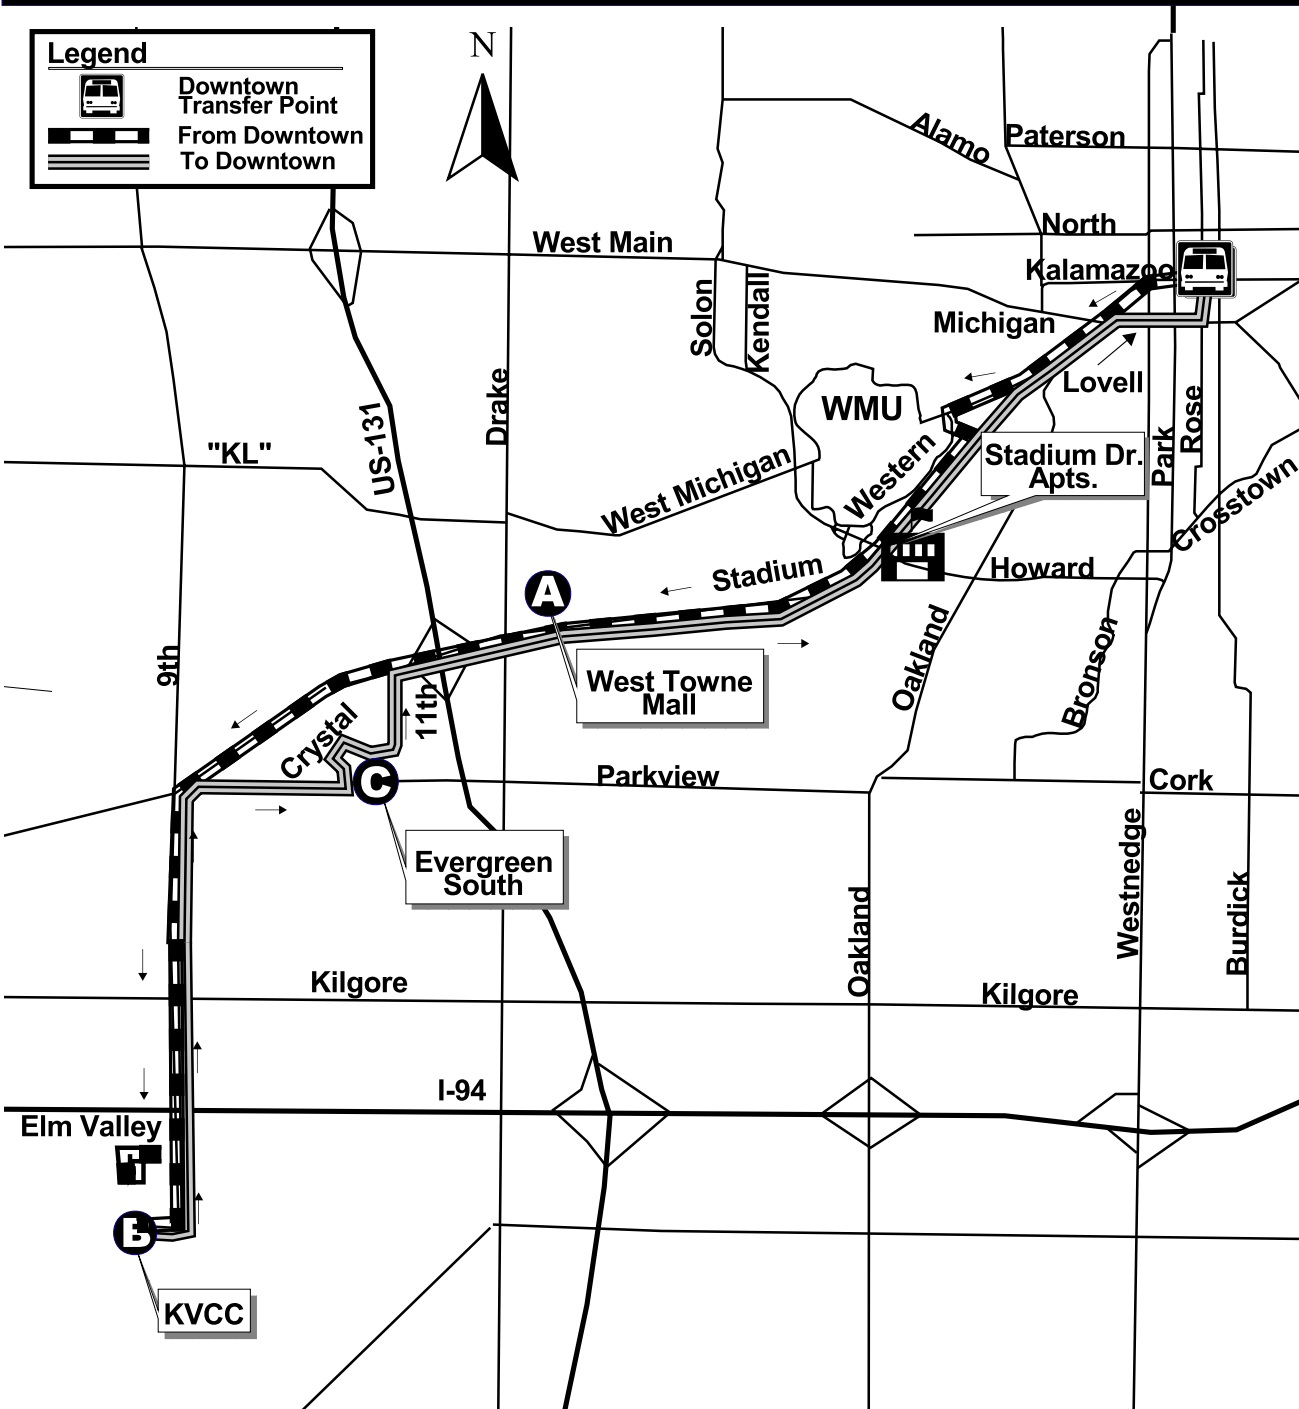 Legend
Downtown
Transfer Point
From Downtown
To Downtown
N
Alamo
Paterson
North
West Main
Kalamazoo
Solon
Kendall
Michigan
Lovell
Drake
US-131
WMU
Park
Rose
"KL"
West Michigan
Western
Stadium Dr.
Apts.
Crosstown
Stadium
Howard
A
9th
West Towne
Mall
Oakland
Bronson
11th
Crystal
C
Parkview
Cork
Evergreen
South
Westnedge
Burdick
Oakland
Kilgore
Kilgore
I-94
Elm Valley
B
KVCC